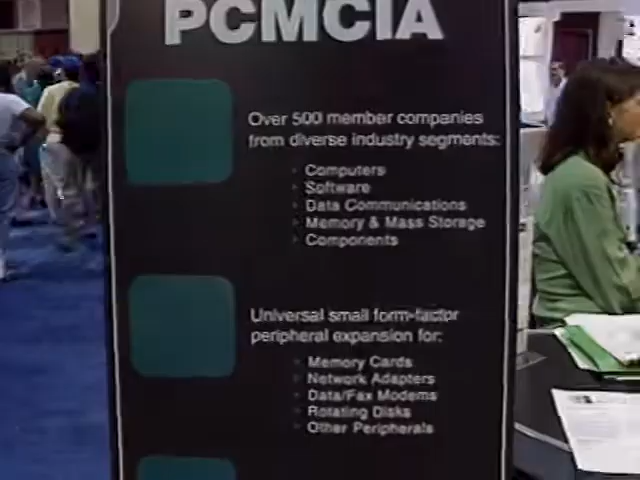 PCMCIA
Over 500 member companies
from diverse industry segments:
Computers
Software
Data Communications
Memory & Mass Storage
Components
Universal small form-factor
peripheral expansion for:
Memory Cards
Network Adapters
Data/Fax Modems
Rotating Disks
Other Peripherals